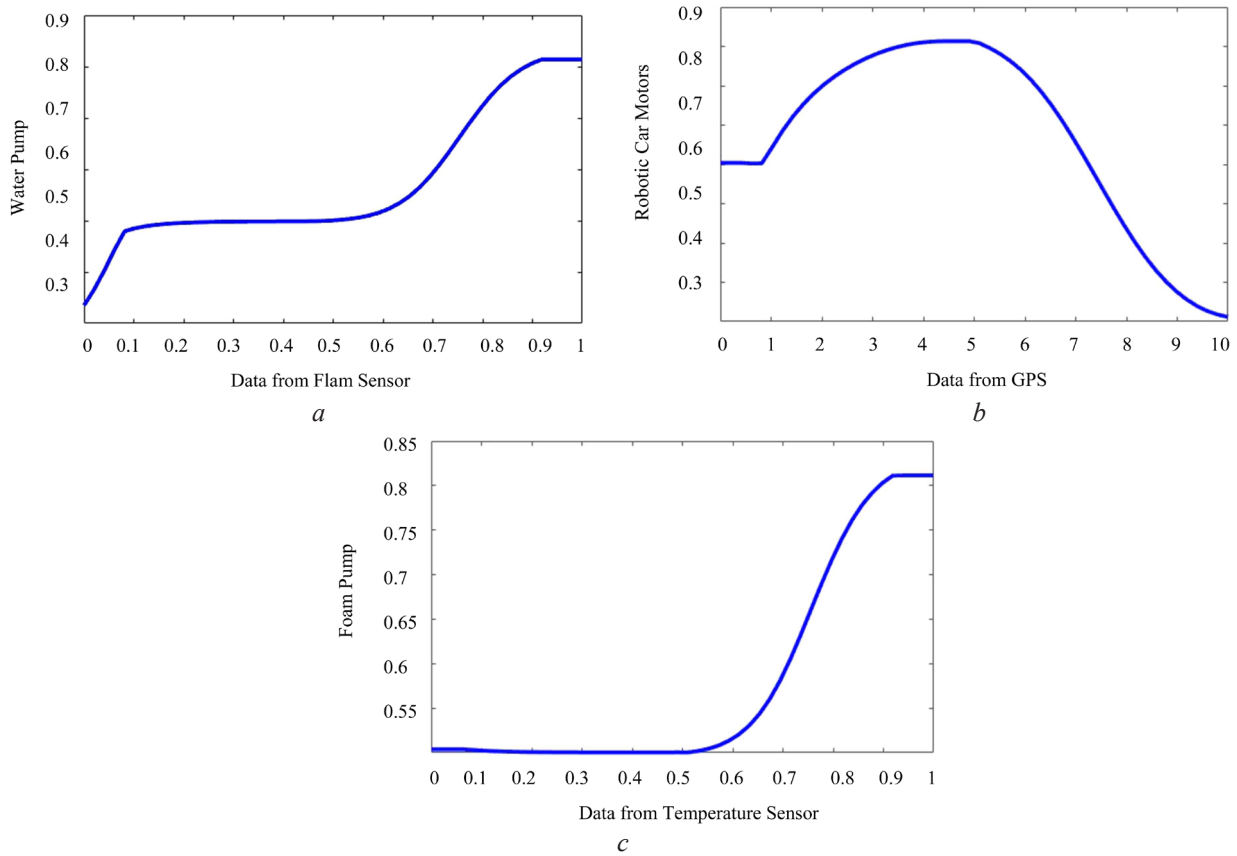 0.9
0.8
0.7
0.6
0.5
0.4
0.3
Water Pump
0 0.1 0.2 0.3 0.4 0.5 0.6 0.7 0.8 0.9 1
Data from Flam Sensor
a
0.9
0.8
0.7
0.6
0.5
0.4
0.3
Robotic Car Motors
0 1 2 3 4 5 6 7 8 9 10
Data from GPS
b
0.85
0.8
0.75
0.7
0.65
0.6
0.55
Foam Pump
0 0.1 0.2 0.3 0.4 0.5 0.6 0.7 0.8 0.9 1
Data from Temperature Sensor
c